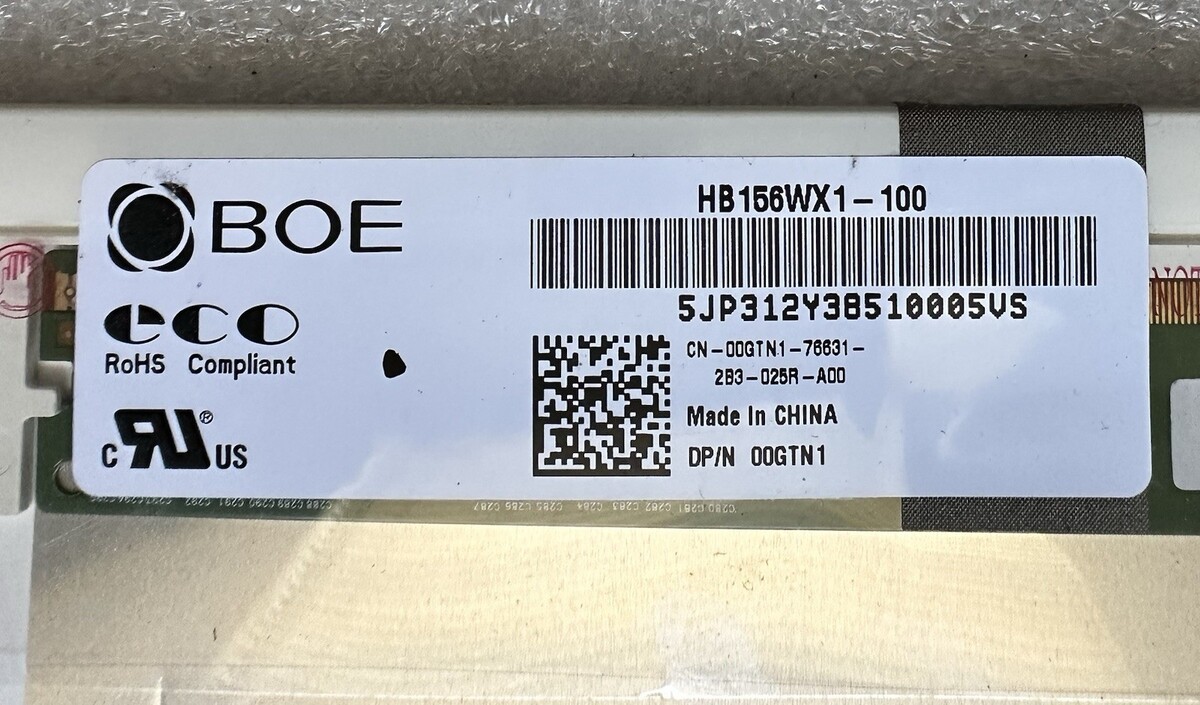 BOE
HB156WX1-100
5JP312Y38510005VS
eco
RoHS Compliant
CN-00GTN1-76631-
2B3-025R-A00
Made In CHINA
DP/N 00GTN1
C RU® US